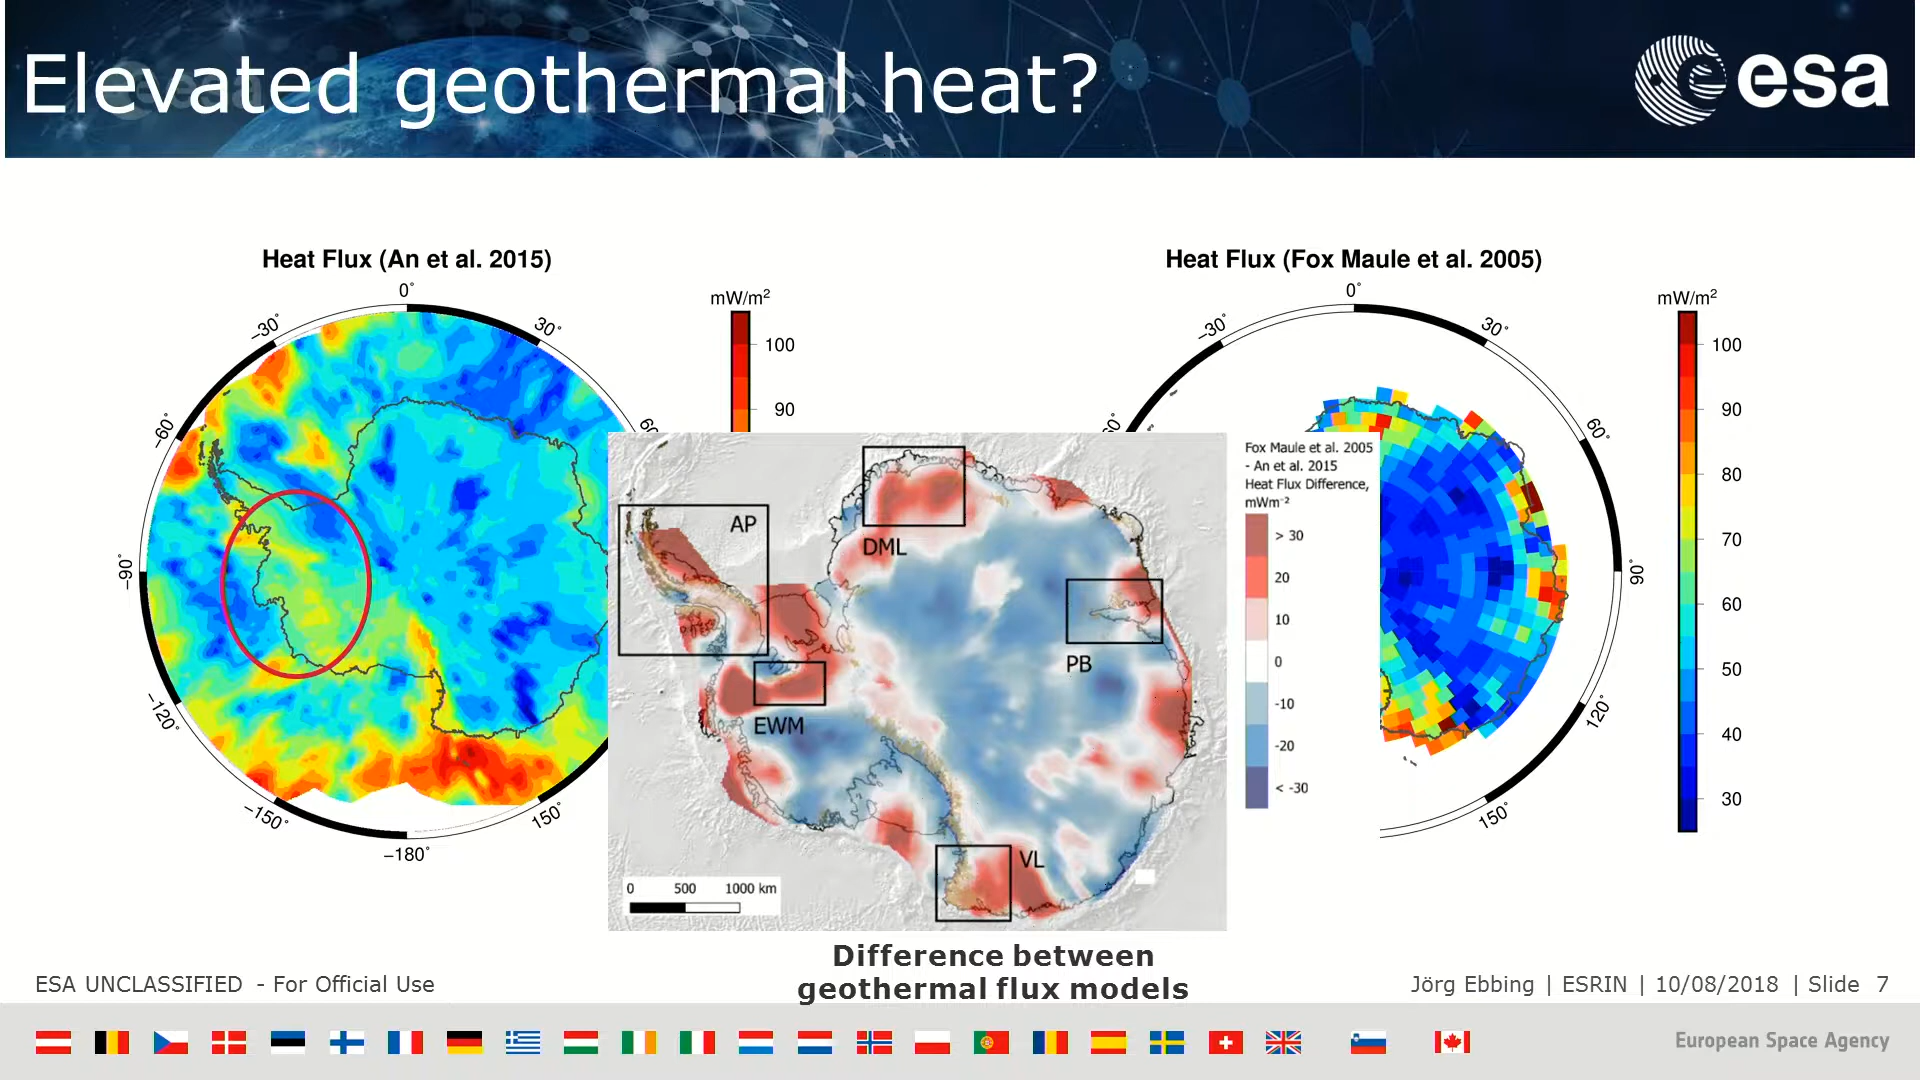 Elevated geothermal heat?
esa
Heat Flux (An et al. 2015)
0°
−30°
30°
−60°
−90°
−120°
−150°
−180°
150°
mW/m²
100
90
Heat Flux (Fox Maule et al. 2005)
0°
−30°
30°
60°
90°
120°
150°
mW/m²
100
90
80
70
60
50
40
30
AP
DML
PB
EWM
VL
0 500 1000 km
Fox Maule et al. 2005
- An et al. 2015
Heat Flux Difference,
mWm⁻²
> 30
20
10
0
-10
-20
< -30
Difference between
geothermal flux models
ESA UNCLASSIFIED - For Official Use
Jörg Ebbing | ESRIN | 10/08/2018 | Slide 7
European Space Agency